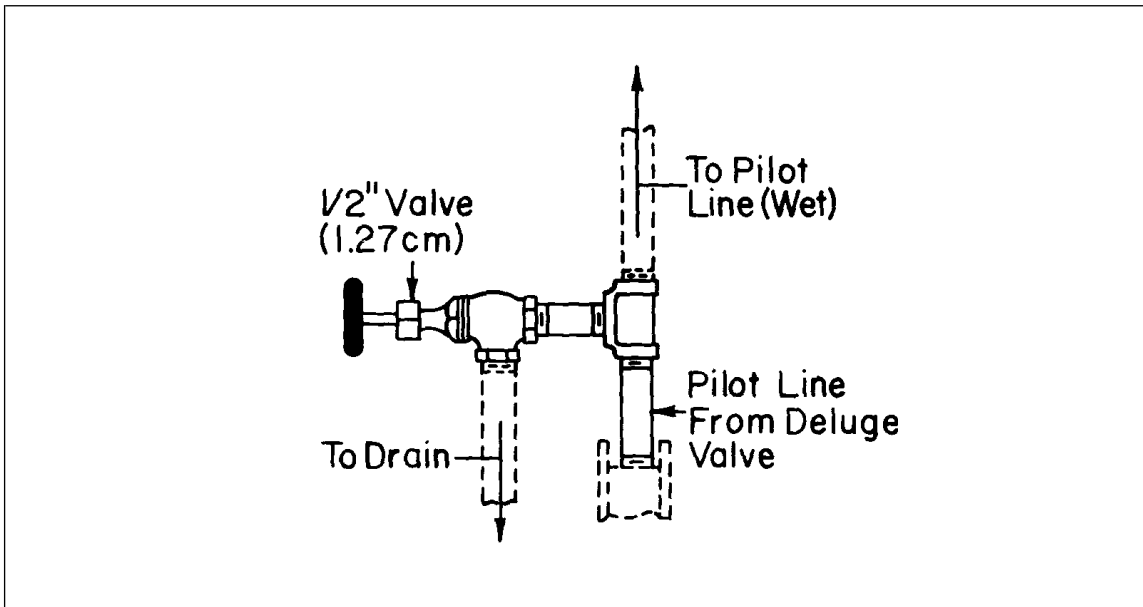 1/2" Valve
(1.27cm)
To Pilot
Line (Wet)
Pilot Line
From Deluge
Valve
To Drain